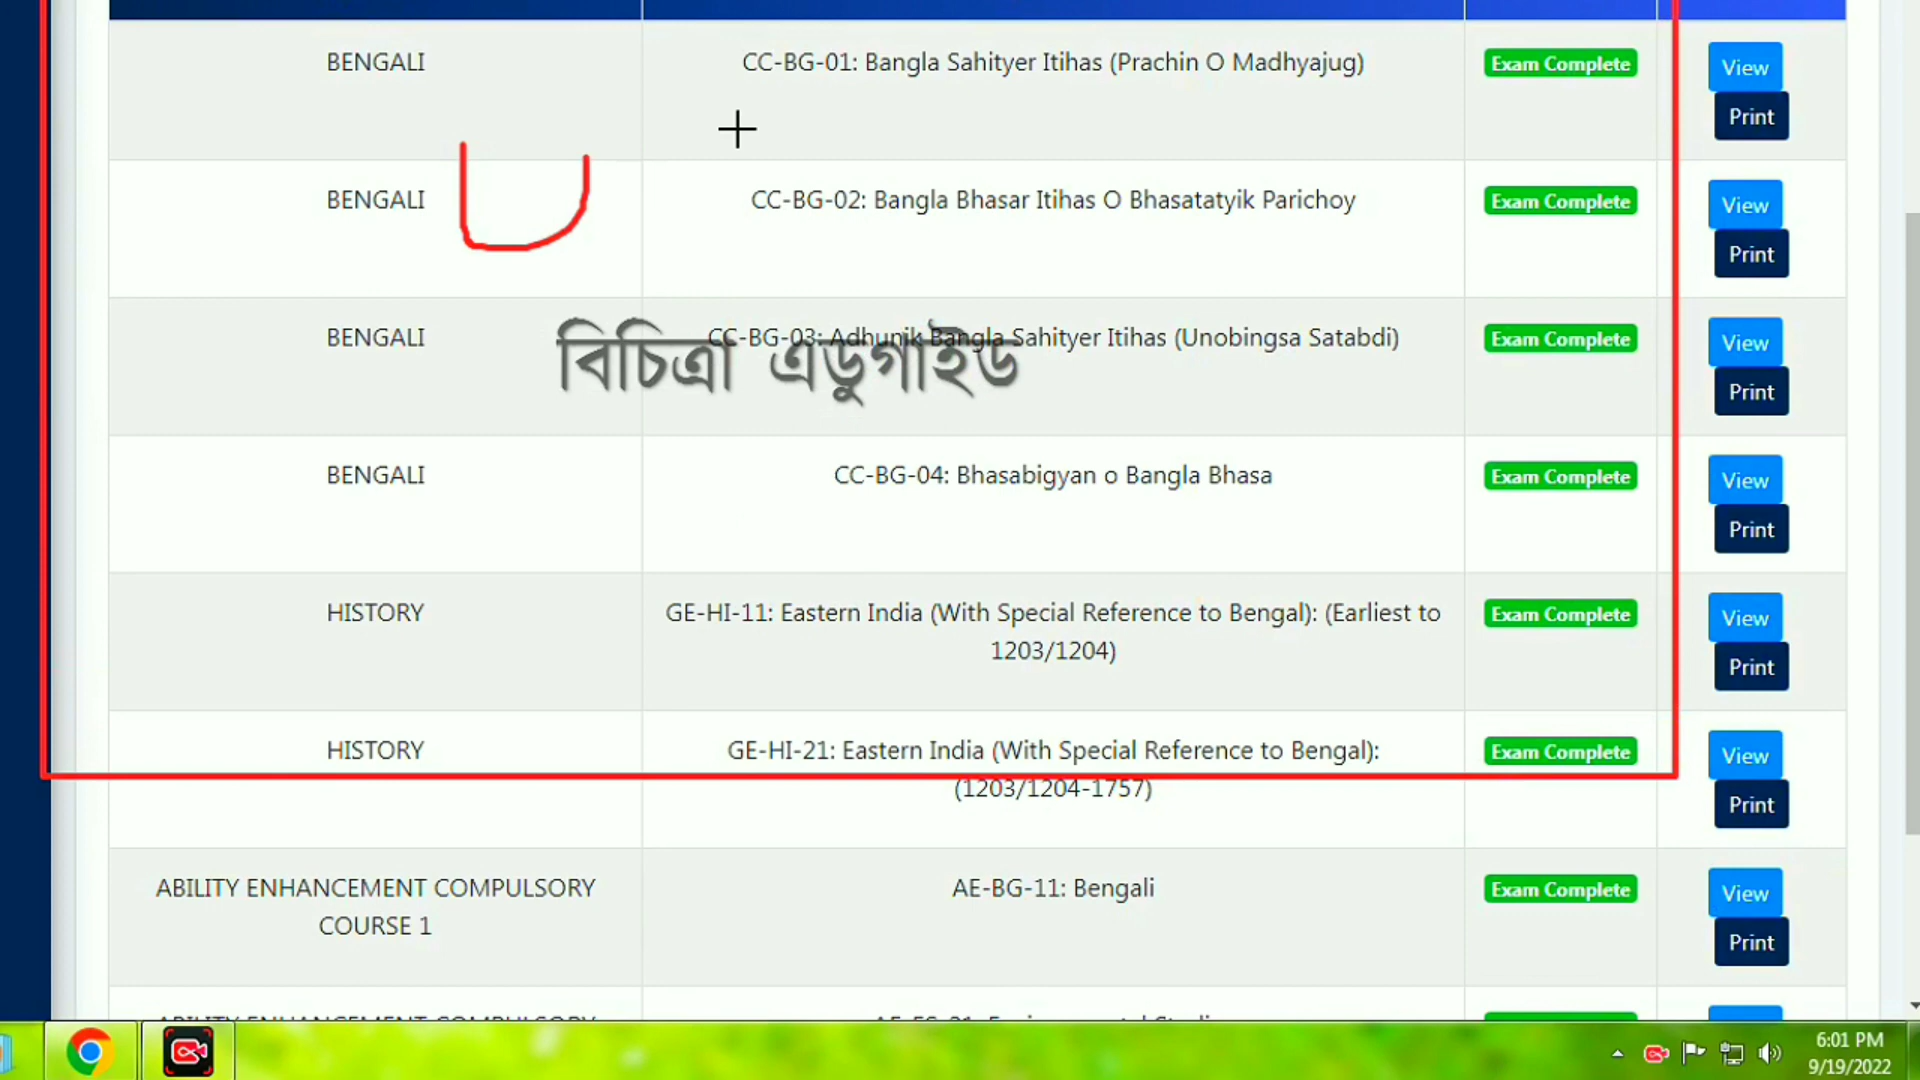 BENGALI
CC-BG-01: Bangla Sahityer Itihas (Prachin O Madhyajug)
Exam Complete
View
Print
BENGALI
CC-BG-02: Bangla Bhasar Itihas O Bhasatatyik Parichoy
Exam Complete
View
Print
BENGALI
CC-BG-03: Adhunik Bangla Sahityer Itihas (Unobingsa Satabdi)
Exam Complete
View
Print
বিচিত্রা এডুগাইড
BENGALI
CC-BG-04: Bhasabigyan o Bangla Bhasa
Exam Complete
View
Print
HISTORY
GE-HI-11: Eastern India (With Special Reference to Bengal): (Earliest to
1203/1204)
Exam Complete
View
Print
HISTORY
GE-HI-21: Eastern India (With Special Reference to Bengal):
(1203/1204-1757)
Exam Complete
View
Print
ABILITY ENHANCEMENT COMPULSORY
COURSE 1
AE-BG-11: Bengali
Exam Complete
View
Print
6:01 PM
9/19/2022